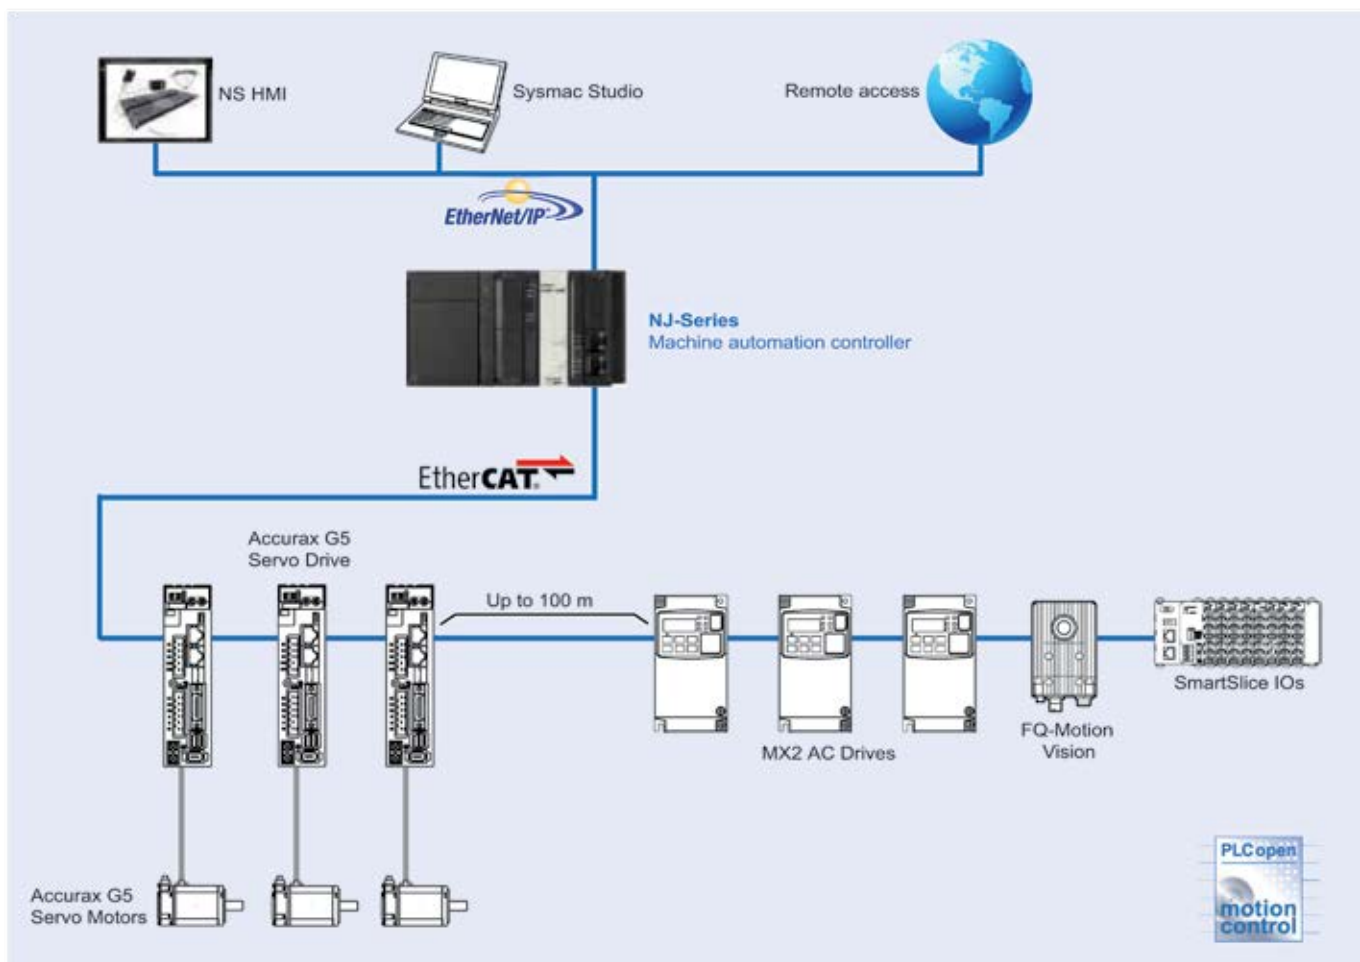 NS HMI
Sysmac Studio
Remote access
EtherNet/IP
NJ-Series
Machine automation controller
EtherCAT
Accurax G5
Servo Drive
Up to 100 m
MX2 AC Drives
FQ-Motion
Vision
SmartSlice IOs
Accurax G5
Servo Motors
PLCopen
motion
control